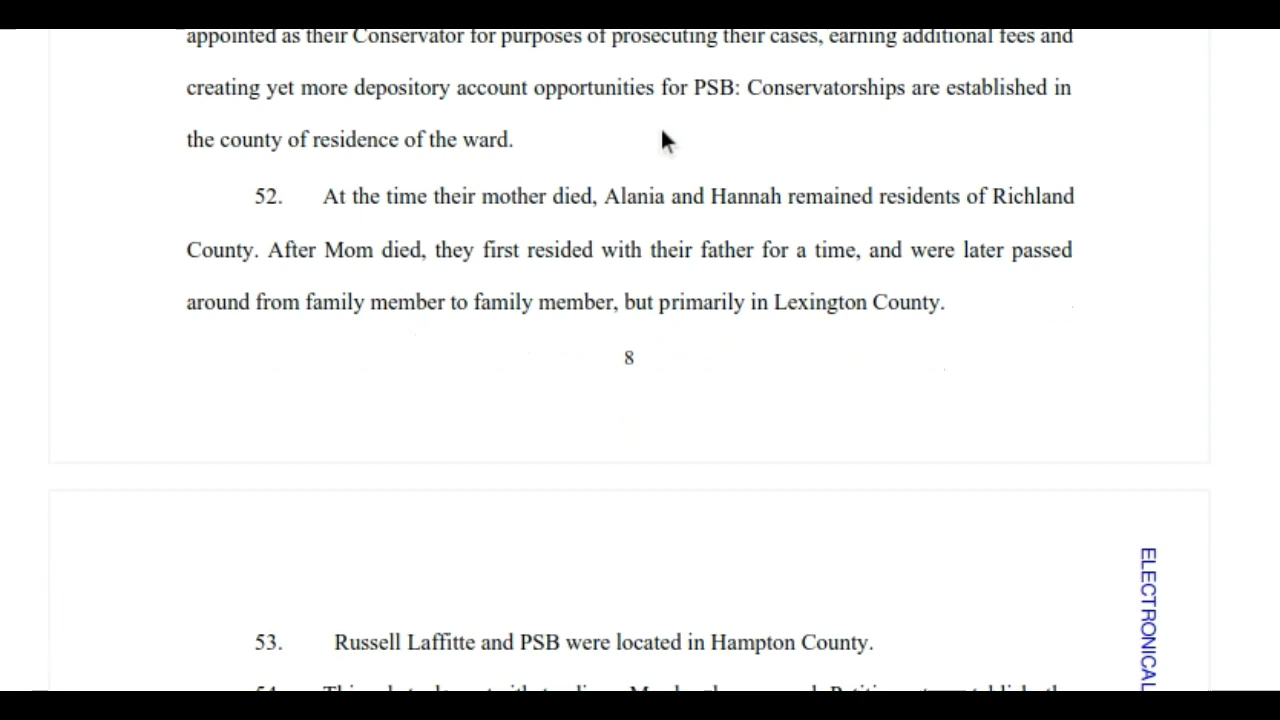 appointed as their Conservator for purposes of prosecuting their cases, earning additional fees and
creating yet more depository account opportunities for PSB: Conservatorships are established in
the county of residence of the ward.
52. At the time their mother died, Alania and Hannah remained residents of Richland
County. After Mom died, they first resided with their father for a time, and were later passed
around from family member to family member, but primarily in Lexington County.
8
ELECTRONICAL
53. Russell Laffitte and PSB were located in Hampton County.